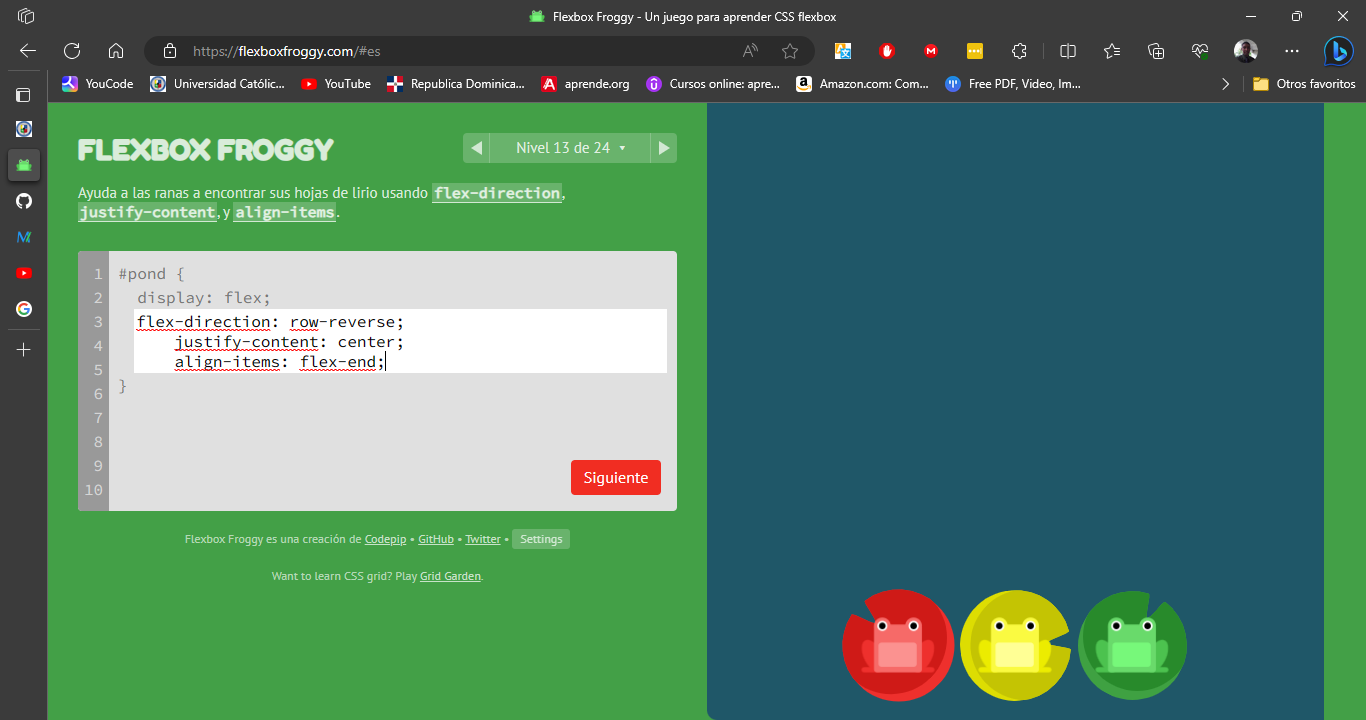 Flexbox Froggy - Un juego para aprender CSS flexbox
https://flexboxfroggy.com/#es
YouCode
Universidad Católic...
YouTube
Republica Dominica...
aprende.org
Cursos online: apre...
Amazon.com: Com...
Free PDF, Video, Im...
Otros favoritos
FLEXBOX FROGGY
Nivel 13 de 24
Ayuda a las ranas a encontrar sus hojas de lirio usando flex-direction,
justify-content, y align-items.
1 #pond {
2 display: flex;
3 flex-direction: row-reverse;
4 justify-content: center;
5 align-items: flex-end;
6 }
7
8
9
10
Siguiente
Flexbox Froggy es una creación de Codepip • GitHub • Twitter • Settings
Want to learn CSS grid? Play Grid Garden.